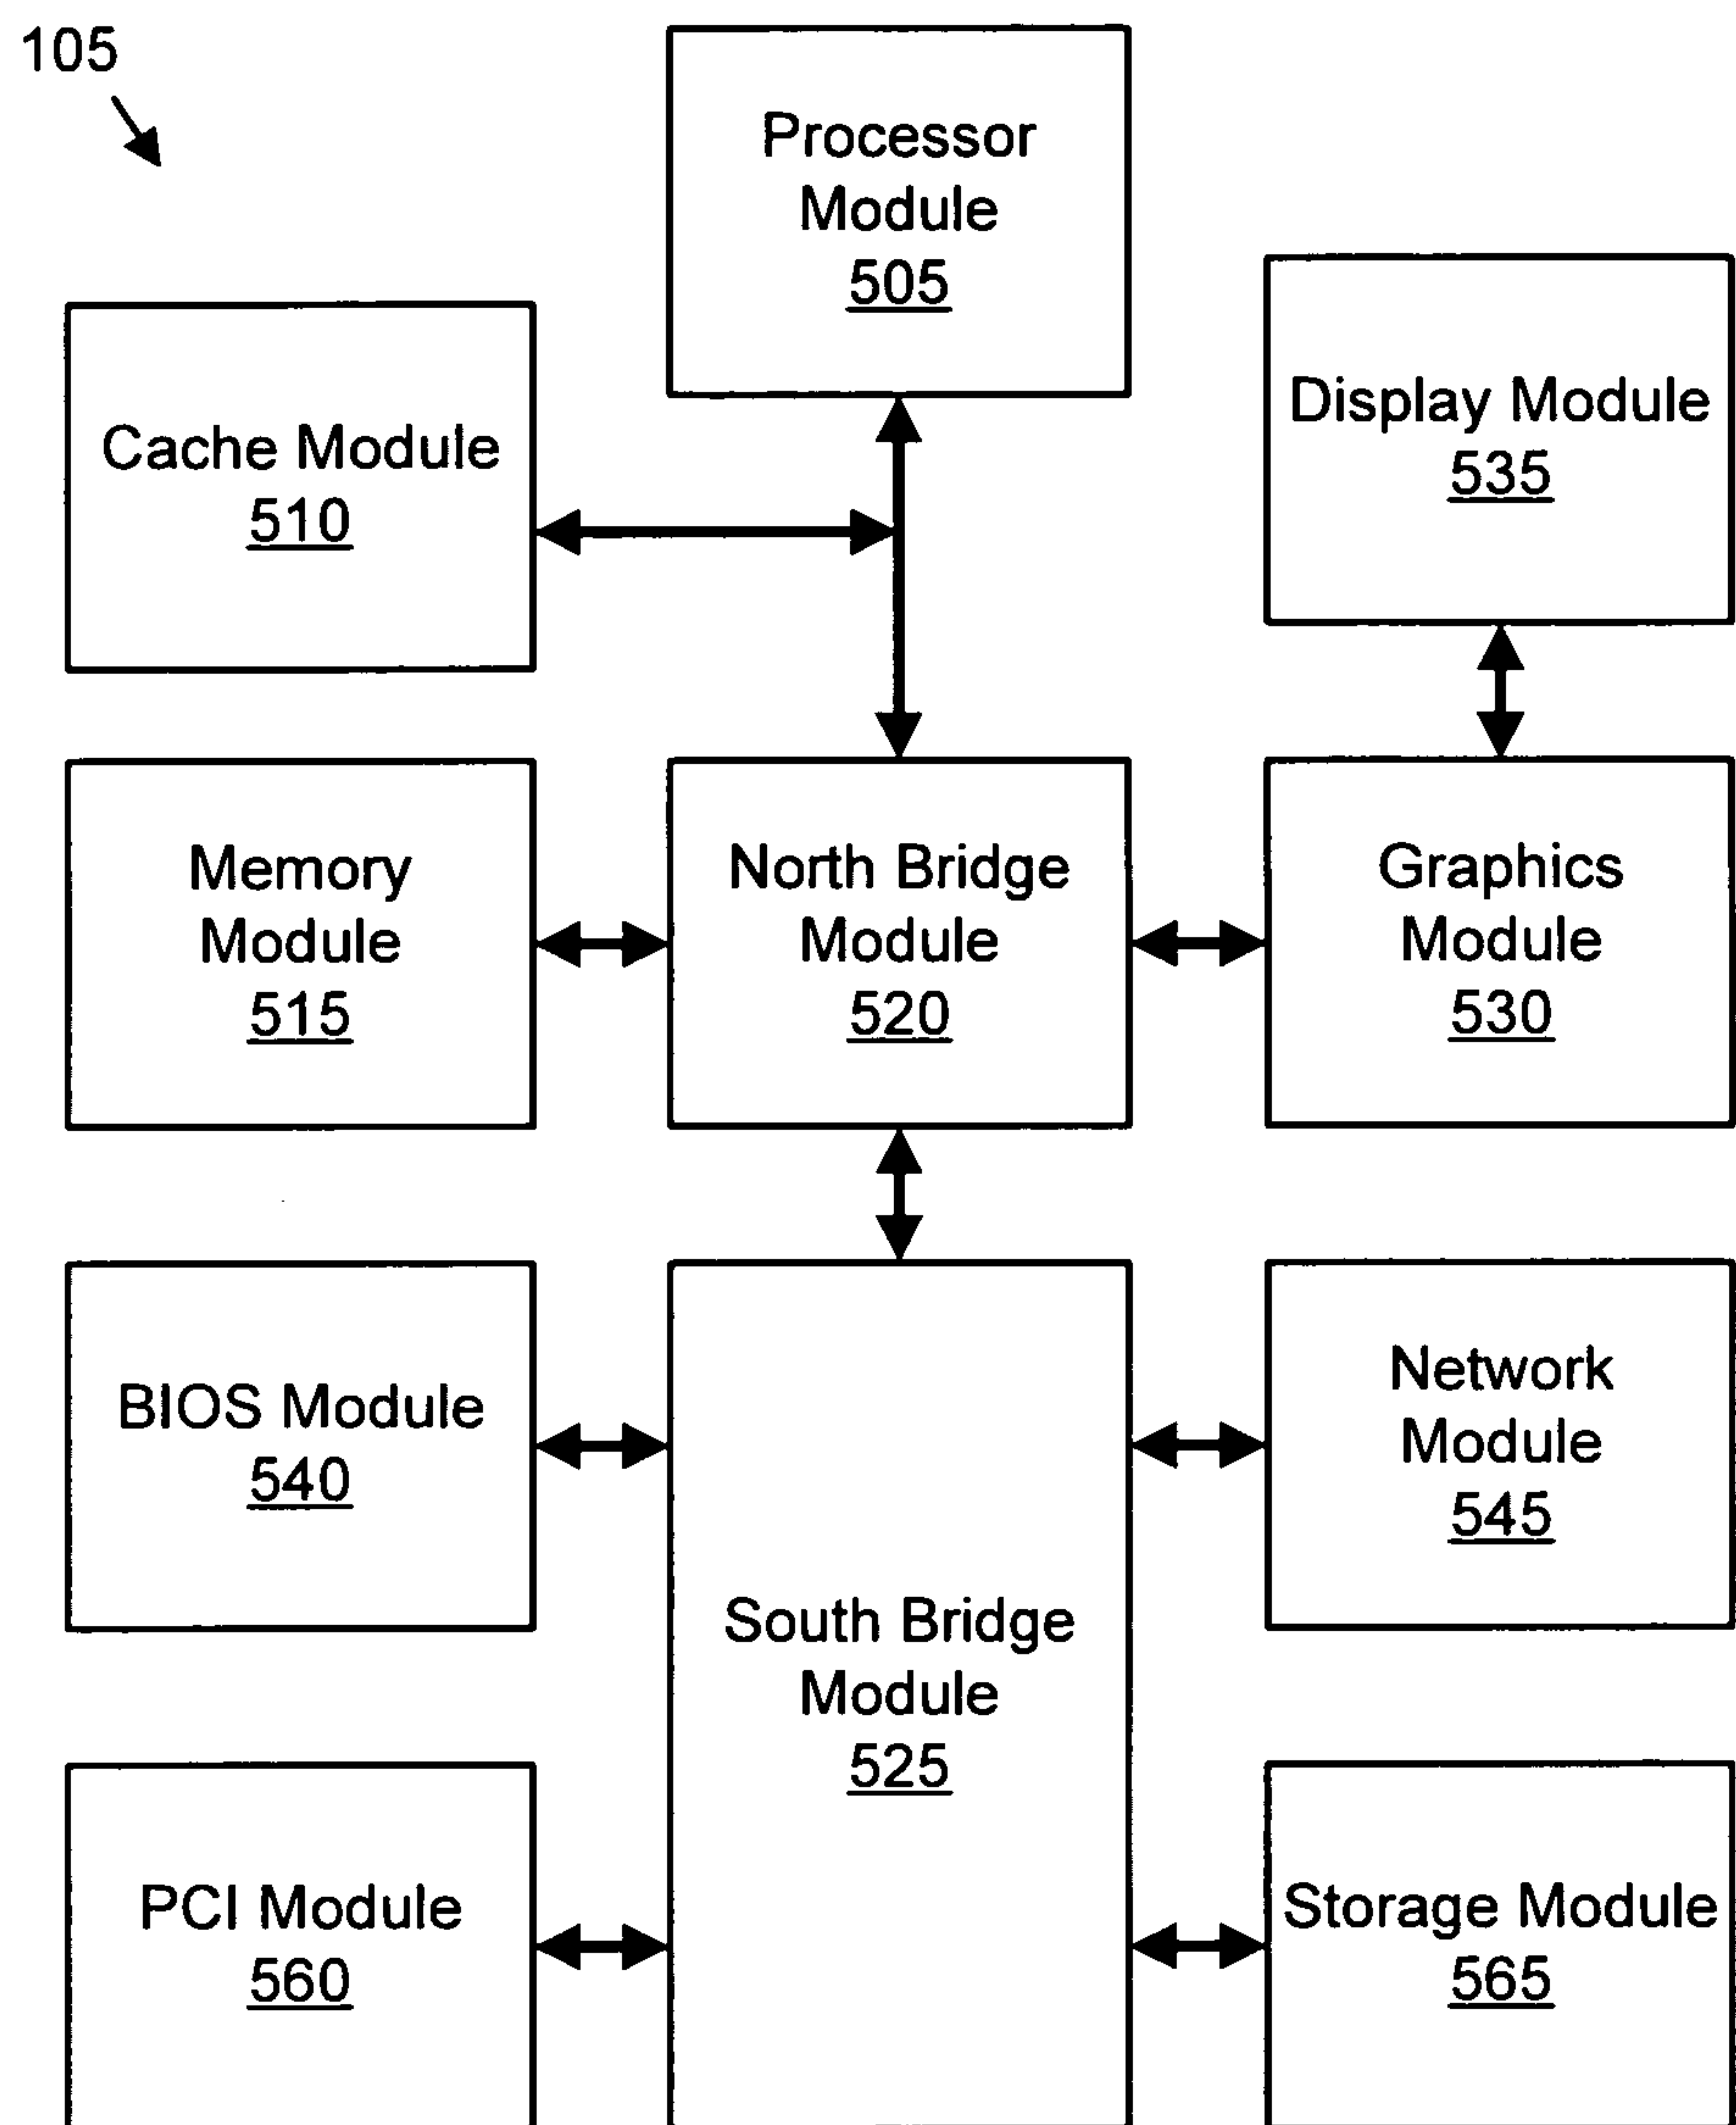 105
Processor
Module
505
Cache Module
510
Display Module
535
Memory
Module
515
North Bridge
Module
520
Graphics
Module
530
BIOS Module
540
South Bridge
Module
525
Network
Module
545
PCI Module
560
Storage Module
565